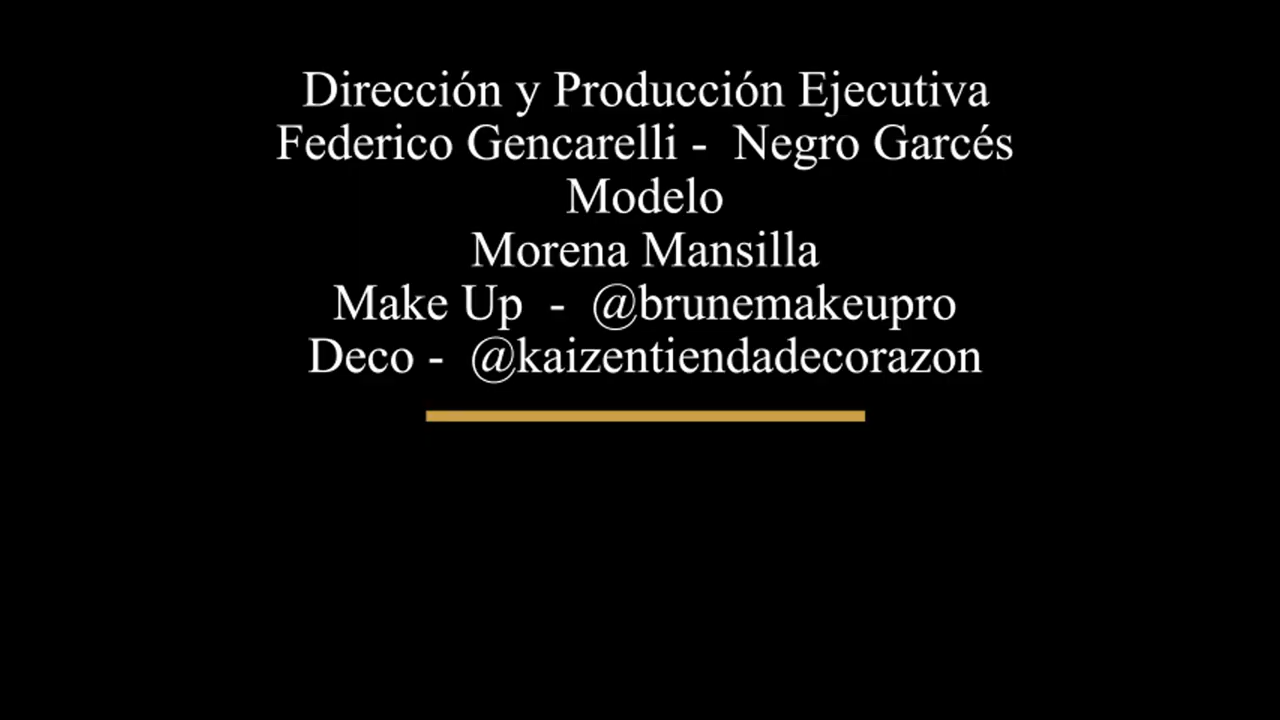 Dirección y Producción Ejecutiva
Federico Gencarelli - Negro Garcés
Modelo
Morena Mansilla
Make Up - @brunemakeupro
Deco - @kaizentiendadecorazon